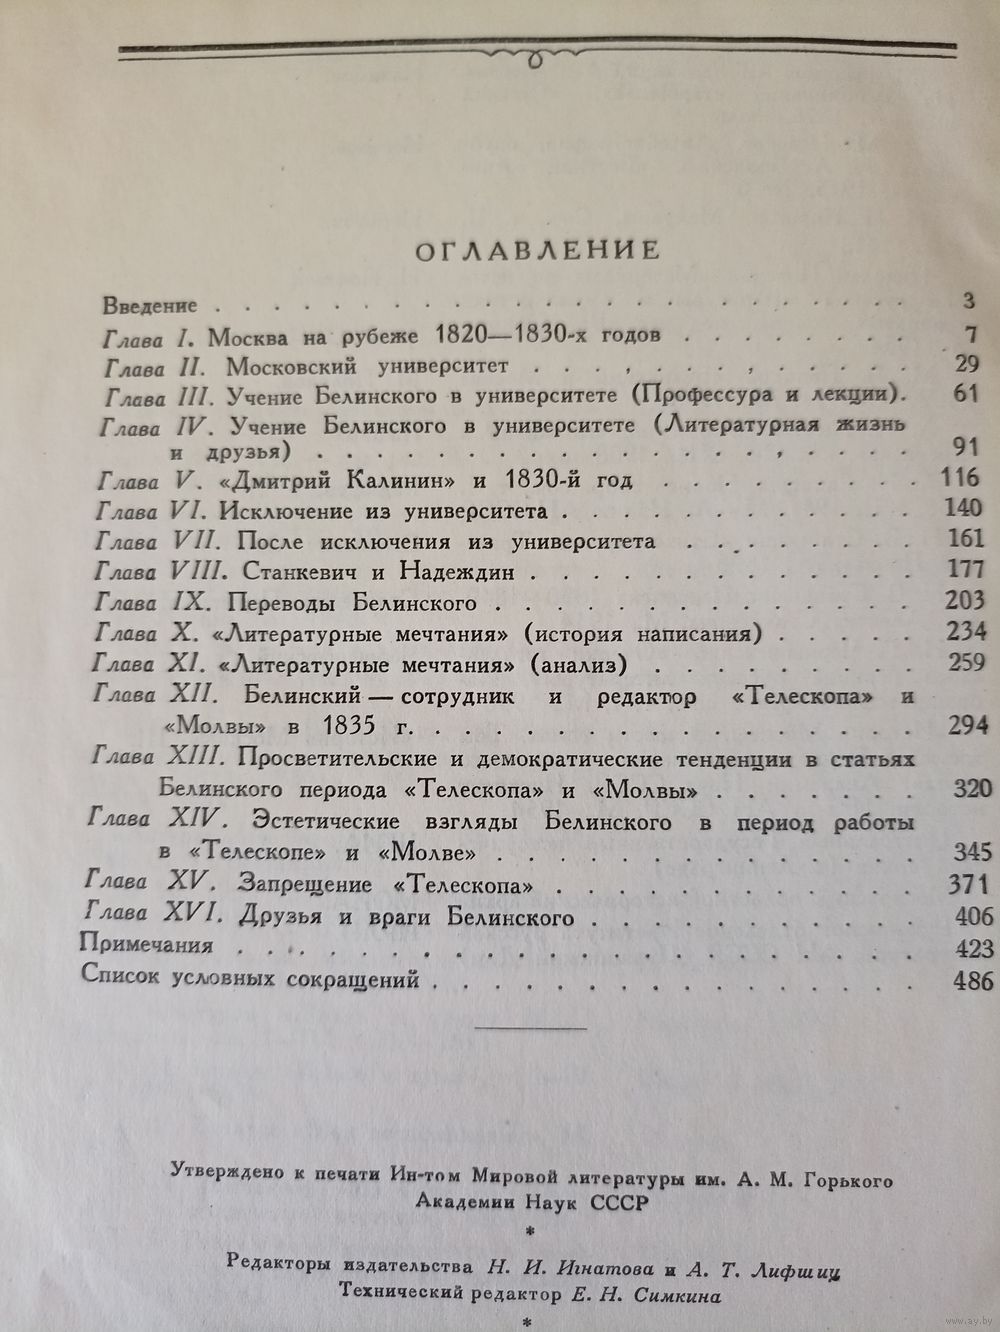 ОГЛАВЛЕНИЕ
Введение . . . . . . . . . . . . . . . . . . . . . . . . 3
Глава I. Москва на рубеже 1820—1830-х годов . . . . . . . . 7
Глава II. Московский университет . . . . . . . . . . . . . 29
Глава III. Учение Белинского в университете (Профессура и лекции). 61
Глава IV. Учение Белинского в университете (Литературная жизнь
и друзья) . . . . . . . . . . . . . . . . . . . . 91
Глава V. «Дмитрий Калинин» и 1830-й год . . . . . . . . . 116
Глава VI. Исключение из университета . . . . . . . . . . . . 140
Глава VII. После исключения из университета . . . . . . . . 161
Глава VIII. Станкевич и Надеждин . . . . . . . . . . . . . 177
Глава IX. Переводы Белинского . . . . . . . . . . . . . . 203
Глава X. «Литературные мечтания» (история написания) . . . . . 234
Глава XI. «Литературные мечтания» (анализ) . . . . . . . . . 259
Глава XII. Белинский — сотрудник и редактор «Телескопа» и
«Молвы» в 1835 г. . . . . . . . . . . . . . . . . 294
Глава XIII. Просветительские и демократические тенденции в статьях
Белинского периода «Телескопа» и «Молвы» . . . . . . . 320
Глава XIV. Эстетические взгляды Белинского в период работы
в «Телескопе» и «Молве» . . . . . . . . . . . . . . 345
Глава XV. Запрещение «Телескопа» . . . . . . . . . . . . 371
Глава XVI. Друзья и враги Белинского . . . . . . . . . . . 406
Примечания . . . . . . . . . . . . . . . . . . . . . . 423
Список условных сокращений . . . . . . . . . . . . . . . . 486
Утверждено к печати Ин-том Мировой литературы им. А. М. Горького
Академии Наук СССР
*
Редакторы издательства Н. И. Игнатова и А. Т. Лифшиц
Технический редактор Е. Н. Симкина
*
www.ay.by